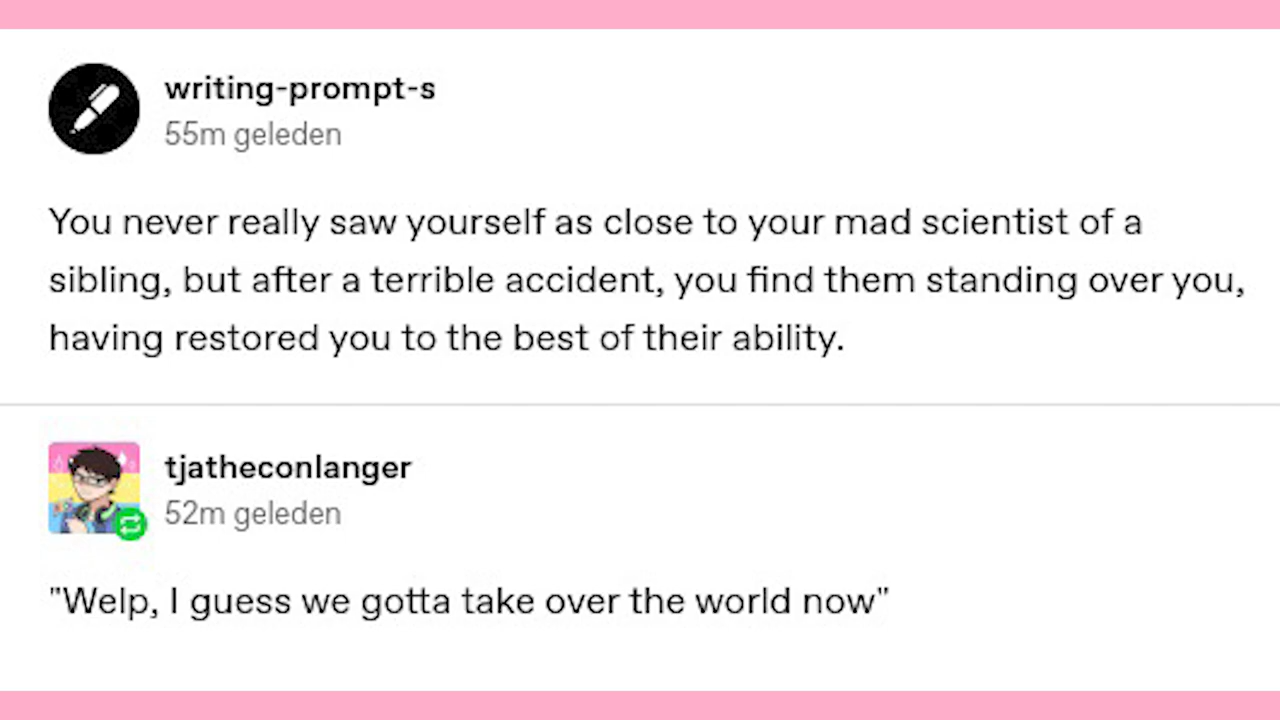 writing-prompt-s
55m geleden
You never really saw yourself as close to your mad scientist of a
sibling, but after a terrible accident, you find them standing over you,
having restored you to the best of their ability.
tjatheconlanger
52m geleden
"Welp, I guess we gotta take over the world now"